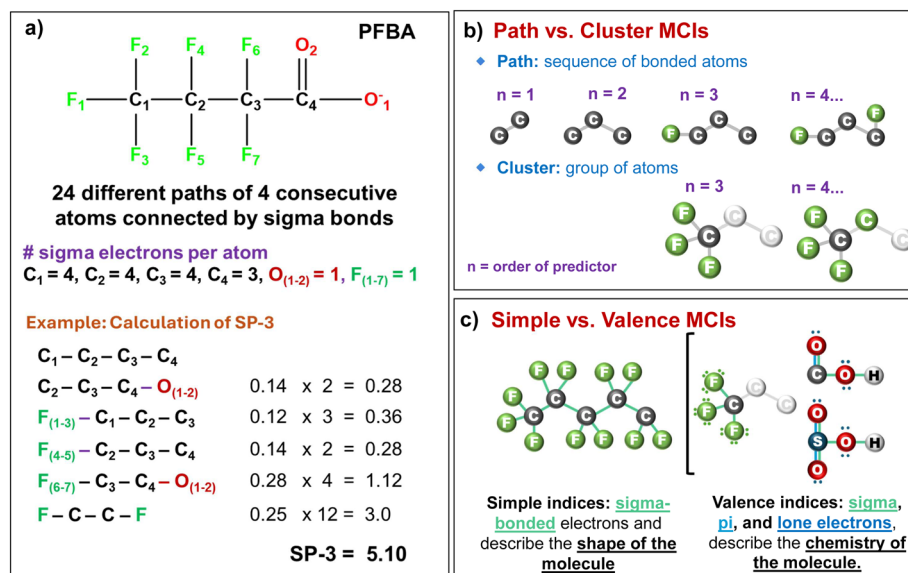 a)
PFBA
F2 F4 F6 O2
F1 C1 C2 C3 C4 O-1
F3 F5 F7
24 different paths of 4 consecutive
atoms connected by sigma bonds
# sigma electrons per atom
C1 = 4, C2 = 4, C3 = 4, C4 = 3, O(1-2) = 1, F(1-7) = 1
Example: Calculation of SP-3
C1 – C2 – C3 – C4
C2 – C3 – C4 – O(1-2) 0.14 x 2 = 0.28
F(1-3) – C1 – C2 – C3 0.12 x 3 = 0.36
F(4-5) – C2 – C3 – C4 0.14 x 2 = 0.28
F(6-7) – C3 – C4 – O(1-2) 0.28 x 4 = 1.12
F – C – C – F 0.25 x 12 = 3.0
SP-3 = 5.10
b) Path vs. Cluster MCIs
◆ Path: sequence of bonded atoms
n = 1 n = 2 n = 3 n = 4...
C C C C C F C C C F C C C F
◆ Cluster: group of atoms
n = 3 n = 4...
F C F C F C
F C C
F F F
n = order of predictor
c) Simple vs. Valence MCIs
F F F F F O
F C C F C C C O H
F C C F C O
F F F F F F S O H
O
Simple indices: sigma-
bonded electrons and
describe the shape of the
molecule
Valence indices: sigma,
pi, and lone electrons,
describe the chemistry of
the molecule.